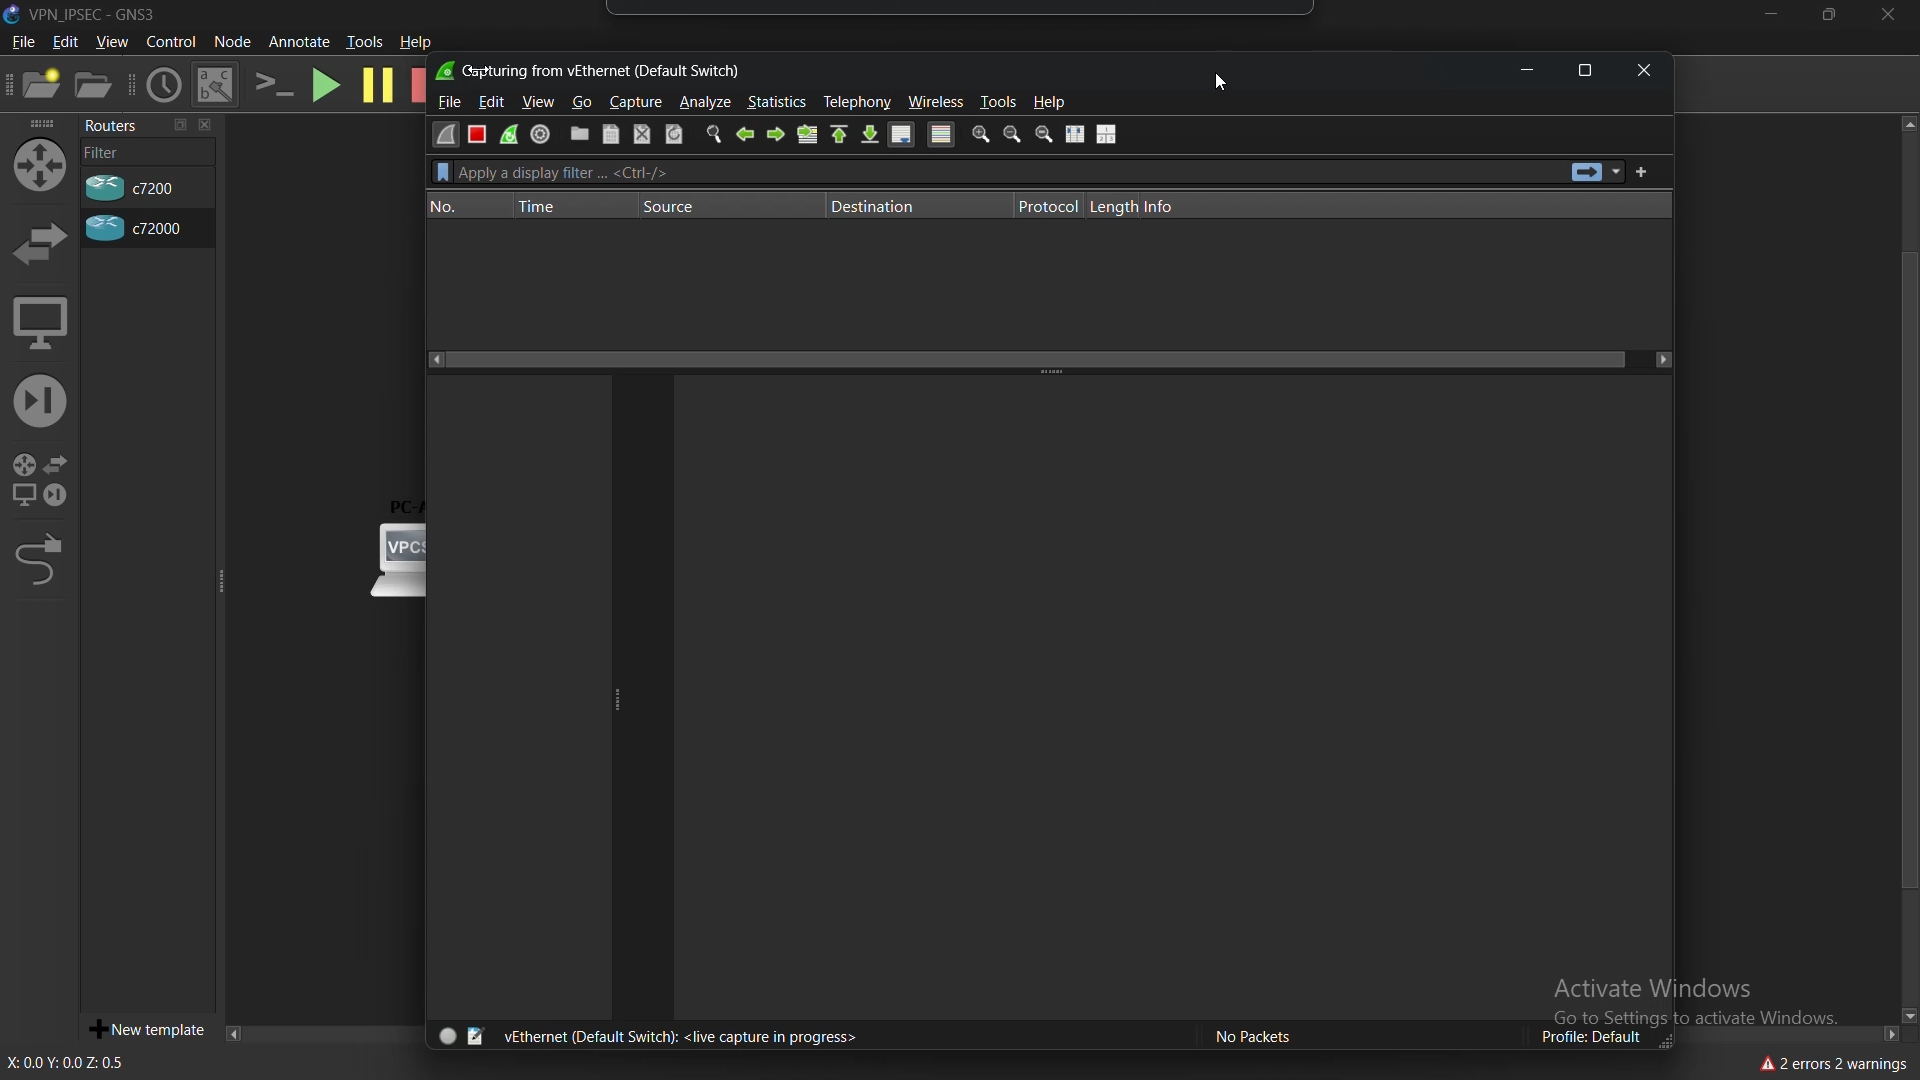 VPN_IPSEC - GNS3
File Edit View Control Node Annotate Tools Help
Capturing from vEthernet (Default Switch)
File Edit View Go Capture Analyze Statistics Telephony Wireless Tools Help
Routers
Filter
Apply a display filter ... <Ctrl-/>
No. Time Source Destination Protocol Length Info
c7200
c72000
PC-A
VPCS
New template
vEthernet (Default Switch): <live capture in progress>
No Packets
Profile: Default
Activate Windows
Go to Settings to activate Windows.
X: 0.0 Y: 0.0 Z: 0.5
2 errors 2 warnings